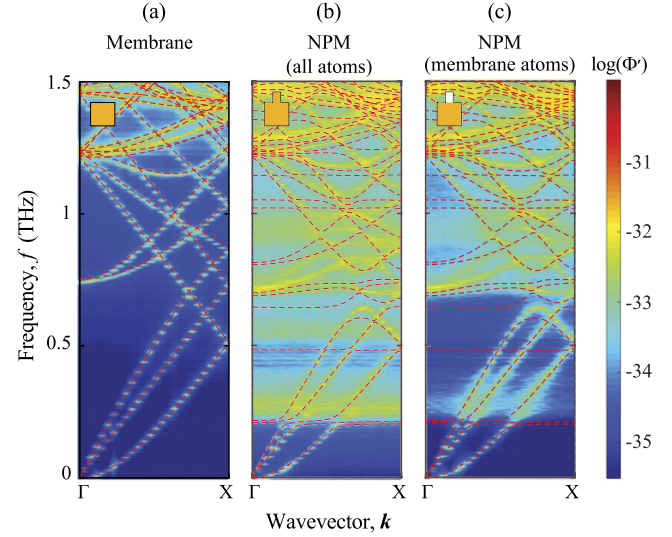 (a)
(b)
(c)
Membrane
NPM
(all atoms)
NPM
(membrane atoms)
log(Φ′)
1.5
1
0.5
0
Frequency, f (THz)
-31
-32
-33
-34
-35
Γ
X
Γ
X
Γ
X
Wavevector, k